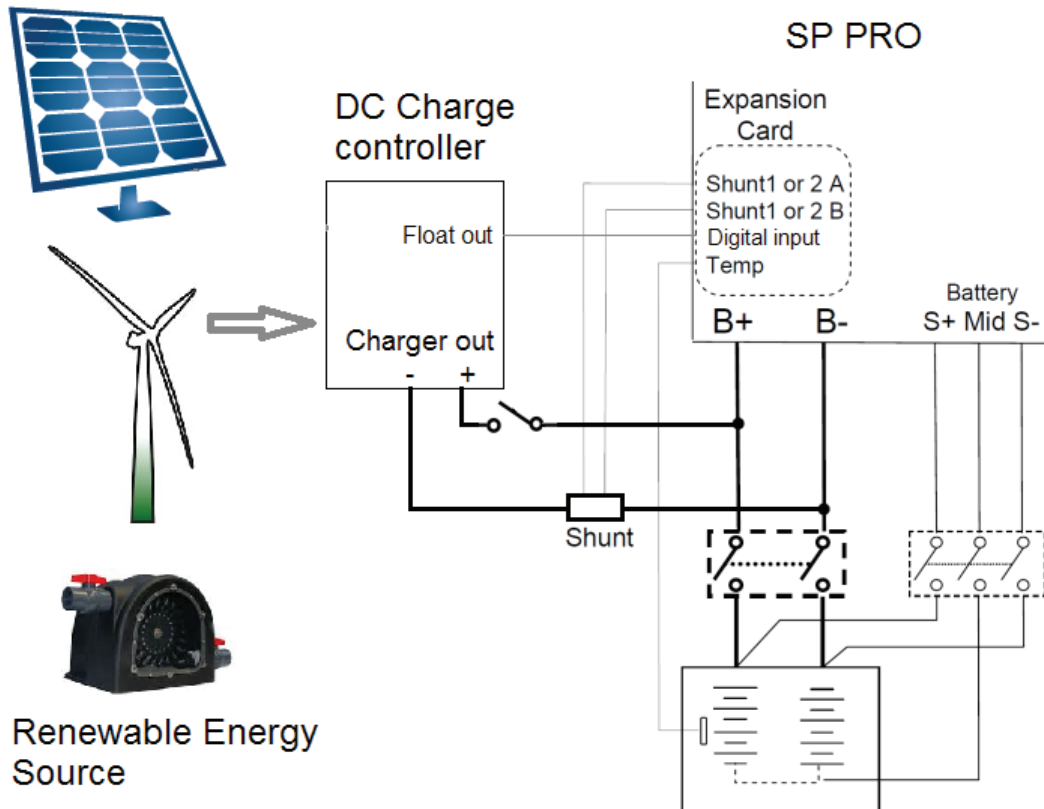 SP PRO
DC Charge
controller
Expansion
Card
Shunt1 or 2 A
Shunt1 or 2 B
Digital input
Temp
Float out
Battery
S+ Mid S-
B+ B-
Charger out
- +
Shunt
Renewable Energy
Source